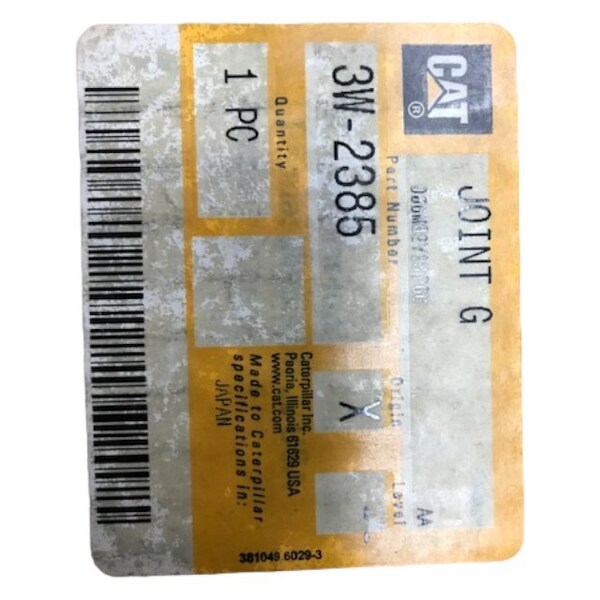 CAT®
JOINT G
AA
Part Number
Origin
Level
3W-2385
X
Quantity
1 PC
Caterpillar Inc.
Peoria, Illinois 61629 USA
www.cat.com
Made to Caterpillar
specifications in:
JAPAN
381049 6029-3